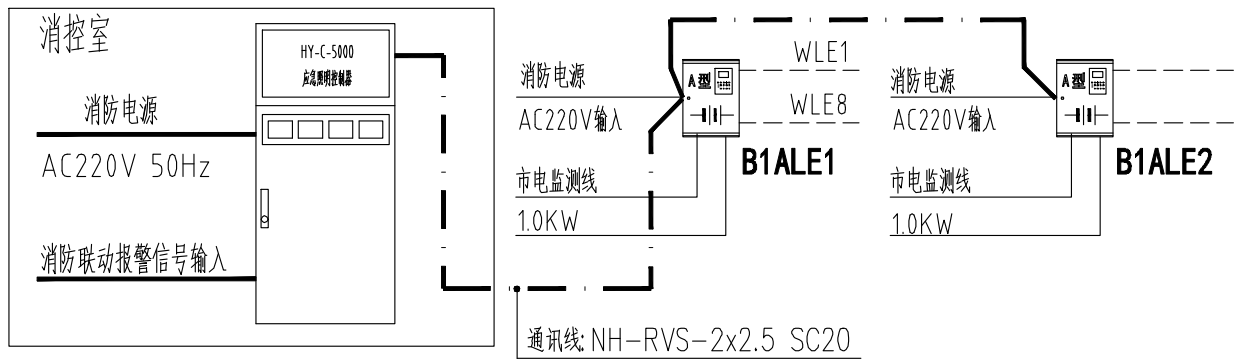 消控室
HY-C-5000
应急照明控制器
消防电源
AC220V 50Hz
消防联动报警信号输入
消防电源
AC220V输入
A型
WLE1
WLE8
B1ALE1
市电监测线
1.0KW
消防电源
AC220V输入
A型
B1ALE2
市电监测线
1.0KW
通讯线:NH-RVS-2x2.5 SC20